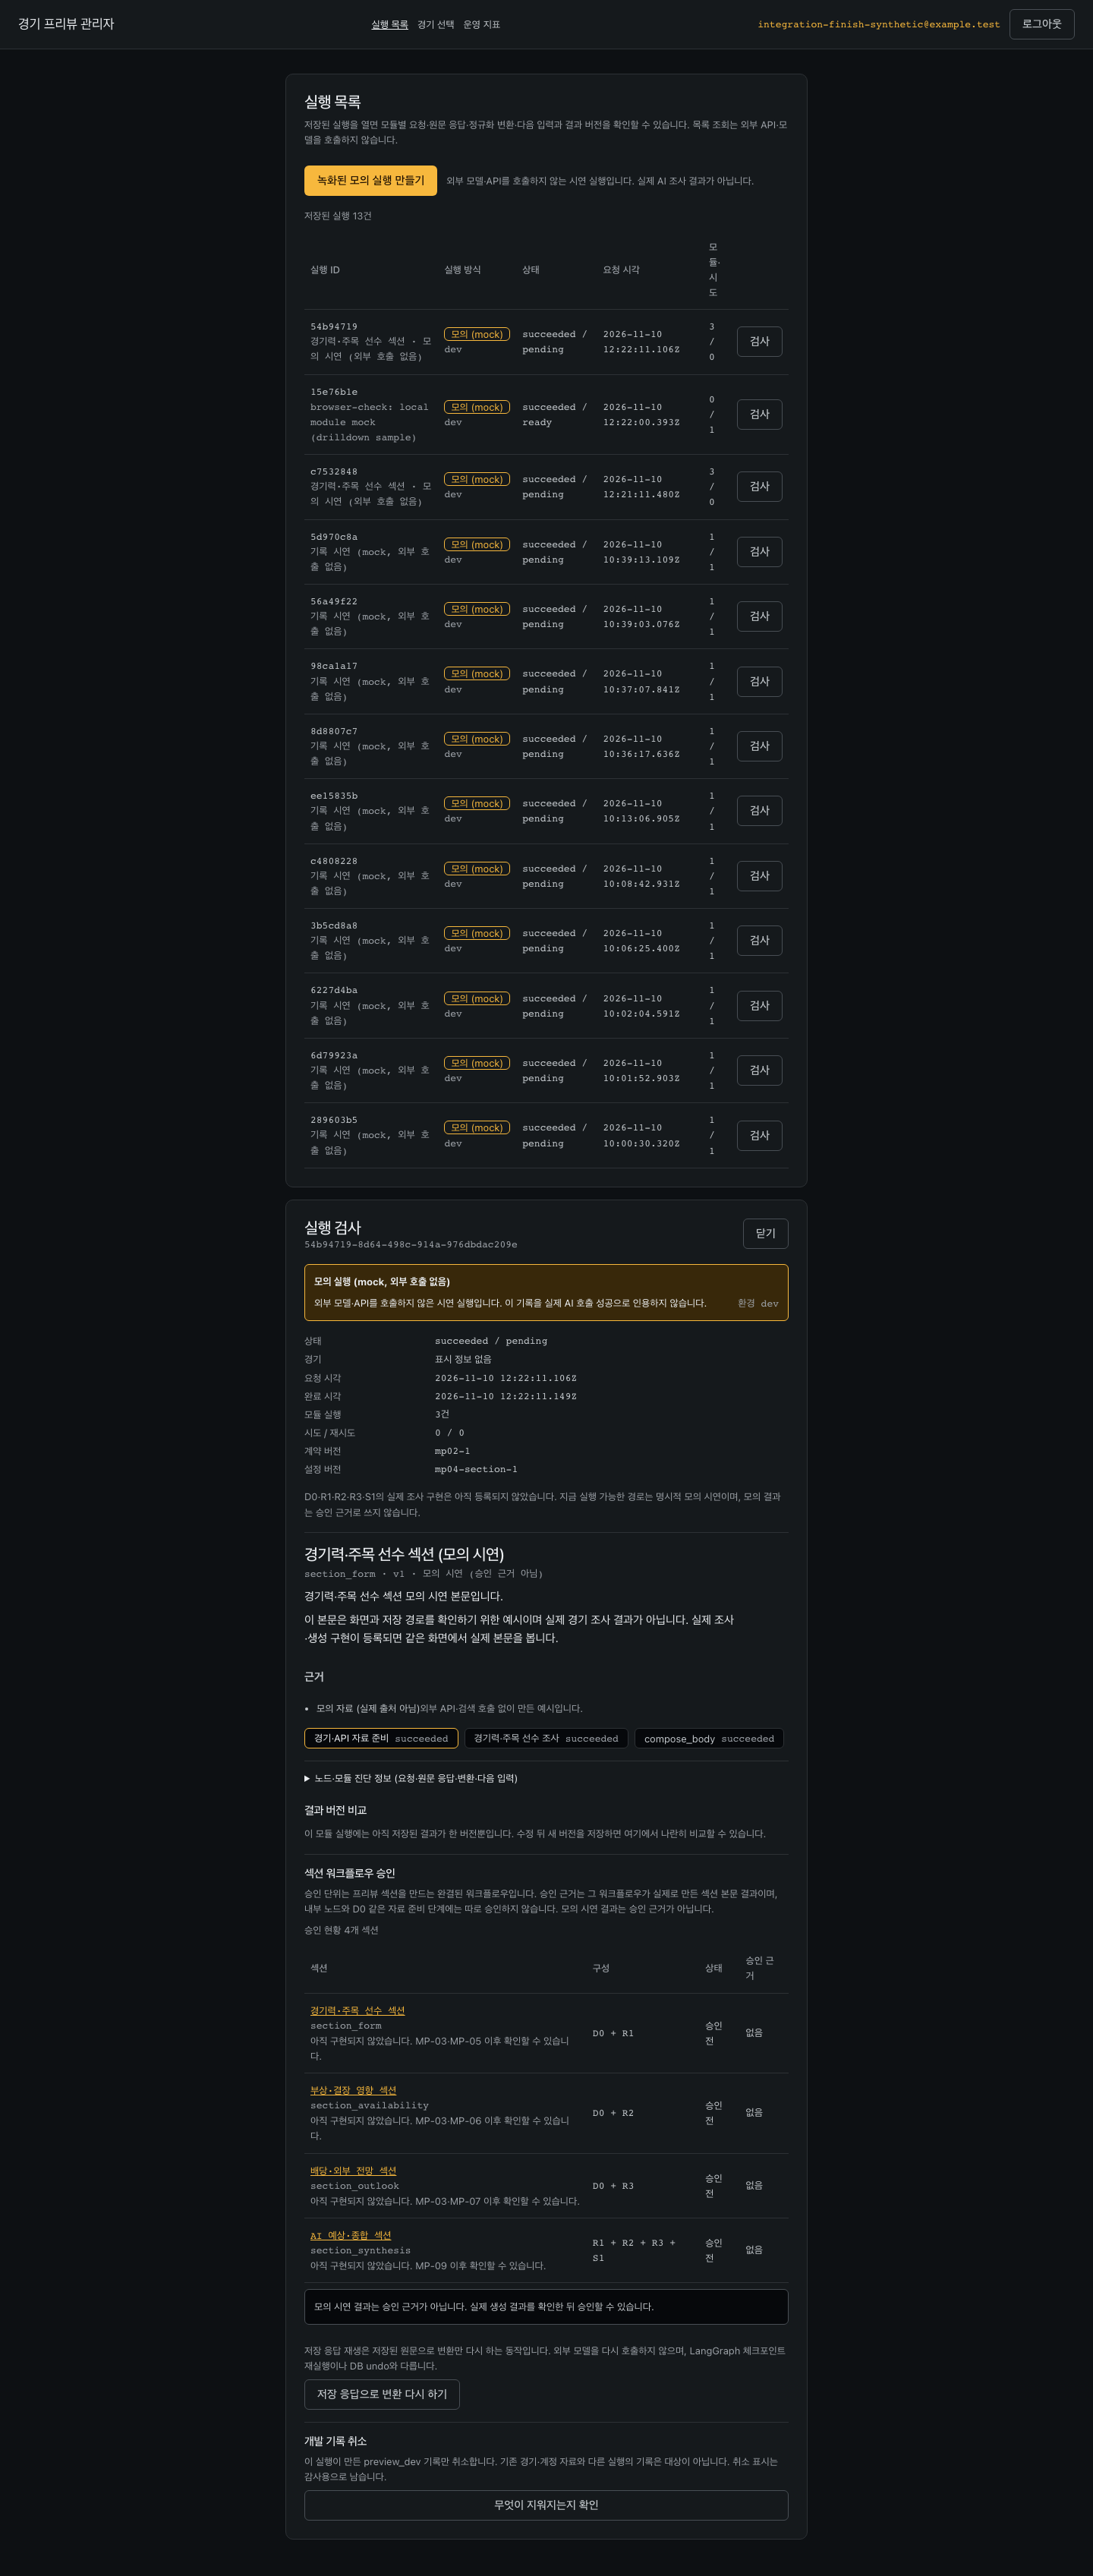 경기 프리뷰 관리자
실행 목록 경기 선택 운영 지표
integration-finish-synthetic@example.test
로그아웃
실행 목록
저장된 실행을 열면 모듈별 요청·원문 응답·정규화 변환·다음 입력과 결과 버전을 확인할 수 있습니다. 목록 조회는 외부 API·모
델을 호출하지 않습니다.
녹화된 모의 실행 만들기
외부 모델·API를 호출하지 않는 시연 실행입니다. 실제 AI 조사 결과가 아닙니다.
저장된 실행 13건
실행 ID 실행 방식 상태 요청 시각 모듈·시도
54b94719
경기력·주목 선수 섹션 · 모
의 시연 (외부 호출 없음)
모의 (mock)
dev
succeeded /
pending
2026-11-10
12:22:11.106Z
3
/
0
검사
15e76b1e
browser-check: local
module mock
(drilldown sample)
모의 (mock)
dev
succeeded /
ready
2026-11-10
12:22:00.393Z
0
/
1
검사
c7532848
경기력·주목 선수 섹션 · 모
의 시연 (외부 호출 없음)
모의 (mock)
dev
succeeded /
pending
2026-11-10
12:21:11.480Z
3
/
0
검사
5d970c8a
기록 시연 (mock, 외부 호
출 없음)
모의 (mock)
dev
succeeded /
pending
2026-11-10
10:39:13.109Z
1
/
1
검사
56a49f22
기록 시연 (mock, 외부 호
출 없음)
모의 (mock)
dev
succeeded /
pending
2026-11-10
10:39:03.076Z
1
/
1
검사
98ca1a17
기록 시연 (mock, 외부 호
출 없음)
모의 (mock)
dev
succeeded /
pending
2026-11-10
10:37:07.841Z
1
/
1
검사
8d8807c7
기록 시연 (mock, 외부 호
출 없음)
모의 (mock)
dev
succeeded /
pending
2026-11-10
10:36:17.636Z
1
/
1
검사
ee15835b
기록 시연 (mock, 외부 호
출 없음)
모의 (mock)
dev
succeeded /
pending
2026-11-10
10:13:06.905Z
1
/
1
검사
c4808228
기록 시연 (mock, 외부 호
출 없음)
모의 (mock)
dev
succeeded /
pending
2026-11-10
10:08:42.931Z
1
/
1
검사
3b5cd8a8
기록 시연 (mock, 외부 호
출 없음)
모의 (mock)
dev
succeeded /
pending
2026-11-10
10:06:25.400Z
1
/
1
검사
6227d4ba
기록 시연 (mock, 외부 호
출 없음)
모의 (mock)
dev
succeeded /
pending
2026-11-10
10:02:04.591Z
1
/
1
검사
6d79923a
기록 시연 (mock, 외부 호
출 없음)
모의 (mock)
dev
succeeded /
pending
2026-11-10
10:01:52.903Z
1
/
1
검사
289603b5
기록 시연 (mock, 외부 호
출 없음)
모의 (mock)
dev
succeeded /
pending
2026-11-10
10:00:30.320Z
1
/
1
검사
실행 검사
54b94719-8d64-498c-914a-976dbdac209e
닫기
모의 실행 (mock, 외부 호출 없음)
외부 모델·API를 호출하지 않은 시연 실행입니다. 이 기록을 실제 AI 호출 성공으로 인용하지 않습니다.
환경 dev
상태 succeeded / pending
경기 표시 정보 없음
요청 시각 2026-11-10 12:22:11.106Z
완료 시각 2026-11-10 12:22:11.149Z
모듈 실행 3건
시도 / 재시도 0 / 0
계약 버전 mp02-1
설정 버전 mp04-section-1
D0·R1·R2·R3·S1의 실제 조사 구현은 아직 등록되지 않았습니다. 지금 실행 가능한 경로는 명시적 모의 시연이며, 모의 결과
는 승인 근거로 쓰지 않습니다.
경기력·주목 선수 섹션 (모의 시연)
section_form · v1 · 모의 시연 (승인 근거 아님)
경기력·주목 선수 섹션 모의 시연 본문입니다.
이 본문은 화면과 저장 경로를 확인하기 위한 예시이며 실제 경기 조사 결과가 아닙니다. 실제 조사
·생성 구현이 등록되면 같은 화면에서 실제 본문을 봅니다.
근거
• 모의 자료 (실제 출처 아님)외부 API·검색 호출 없이 만든 예시입니다.
경기·API 자료 준비 succeeded
경기력·주목 선수 조사 succeeded
compose_body succeeded
▶ 노드·모듈 진단 정보 (요청·원문 응답·변환·다음 입력)
결과 버전 비교
이 모듈 실행에는 아직 저장된 결과가 한 버전뿐입니다. 수정 뒤 새 버전을 저장하면 여기에서 나란히 비교할 수 있습니다.
섹션 워크플로우 승인
승인 단위는 프리뷰 섹션을 만드는 완결된 워크플로우입니다. 승인 근거는 그 워크플로우가 실제로 만든 섹션 본문 결과이며,
내부 노드와 D0 같은 자료 준비 단계에는 따로 승인하지 않습니다. 모의 시연 결과는 승인 근거가 아닙니다.
승인 현황 4개 섹션
섹션 구성 상태 승인 근거
경기력·주목 선수 섹션
section_form
아직 구현되지 않았습니다. MP-03·MP-05 이후 확인할 수 있습니
다.
D0 + R1
승인
전
없음
부상·결장 영향 섹션
section_availability
아직 구현되지 않았습니다. MP-03·MP-06 이후 확인할 수 있습니
다.
D0 + R2
승인
전
없음
배당·외부 전망 섹션
section_outlook
아직 구현되지 않았습니다. MP-03·MP-07 이후 확인할 수 있습니다.
D0 + R3
승인
전
없음
AI 예상·종합 섹션
section_synthesis
아직 구현되지 않았습니다. MP-09 이후 확인할 수 있습니다.
R1 + R2 + R3 +
S1
승인
전
없음
모의 시연 결과는 승인 근거가 아닙니다. 실제 생성 결과를 확인한 뒤 승인할 수 있습니다.
저장 응답 재생은 저장된 원문으로 변환만 다시 하는 동작입니다. 외부 모델을 다시 호출하지 않으며, LangGraph 체크포인트
재실행이나 DB undo와 다릅니다.
저장 응답으로 변환 다시 하기
개발 기록 취소
이 실행이 만든 preview_dev 기록만 취소합니다. 기존 경기·계정 자료와 다른 실행의 기록은 대상이 아닙니다. 취소 표시는
감사용으로 남습니다.
무엇이 지워지는지 확인